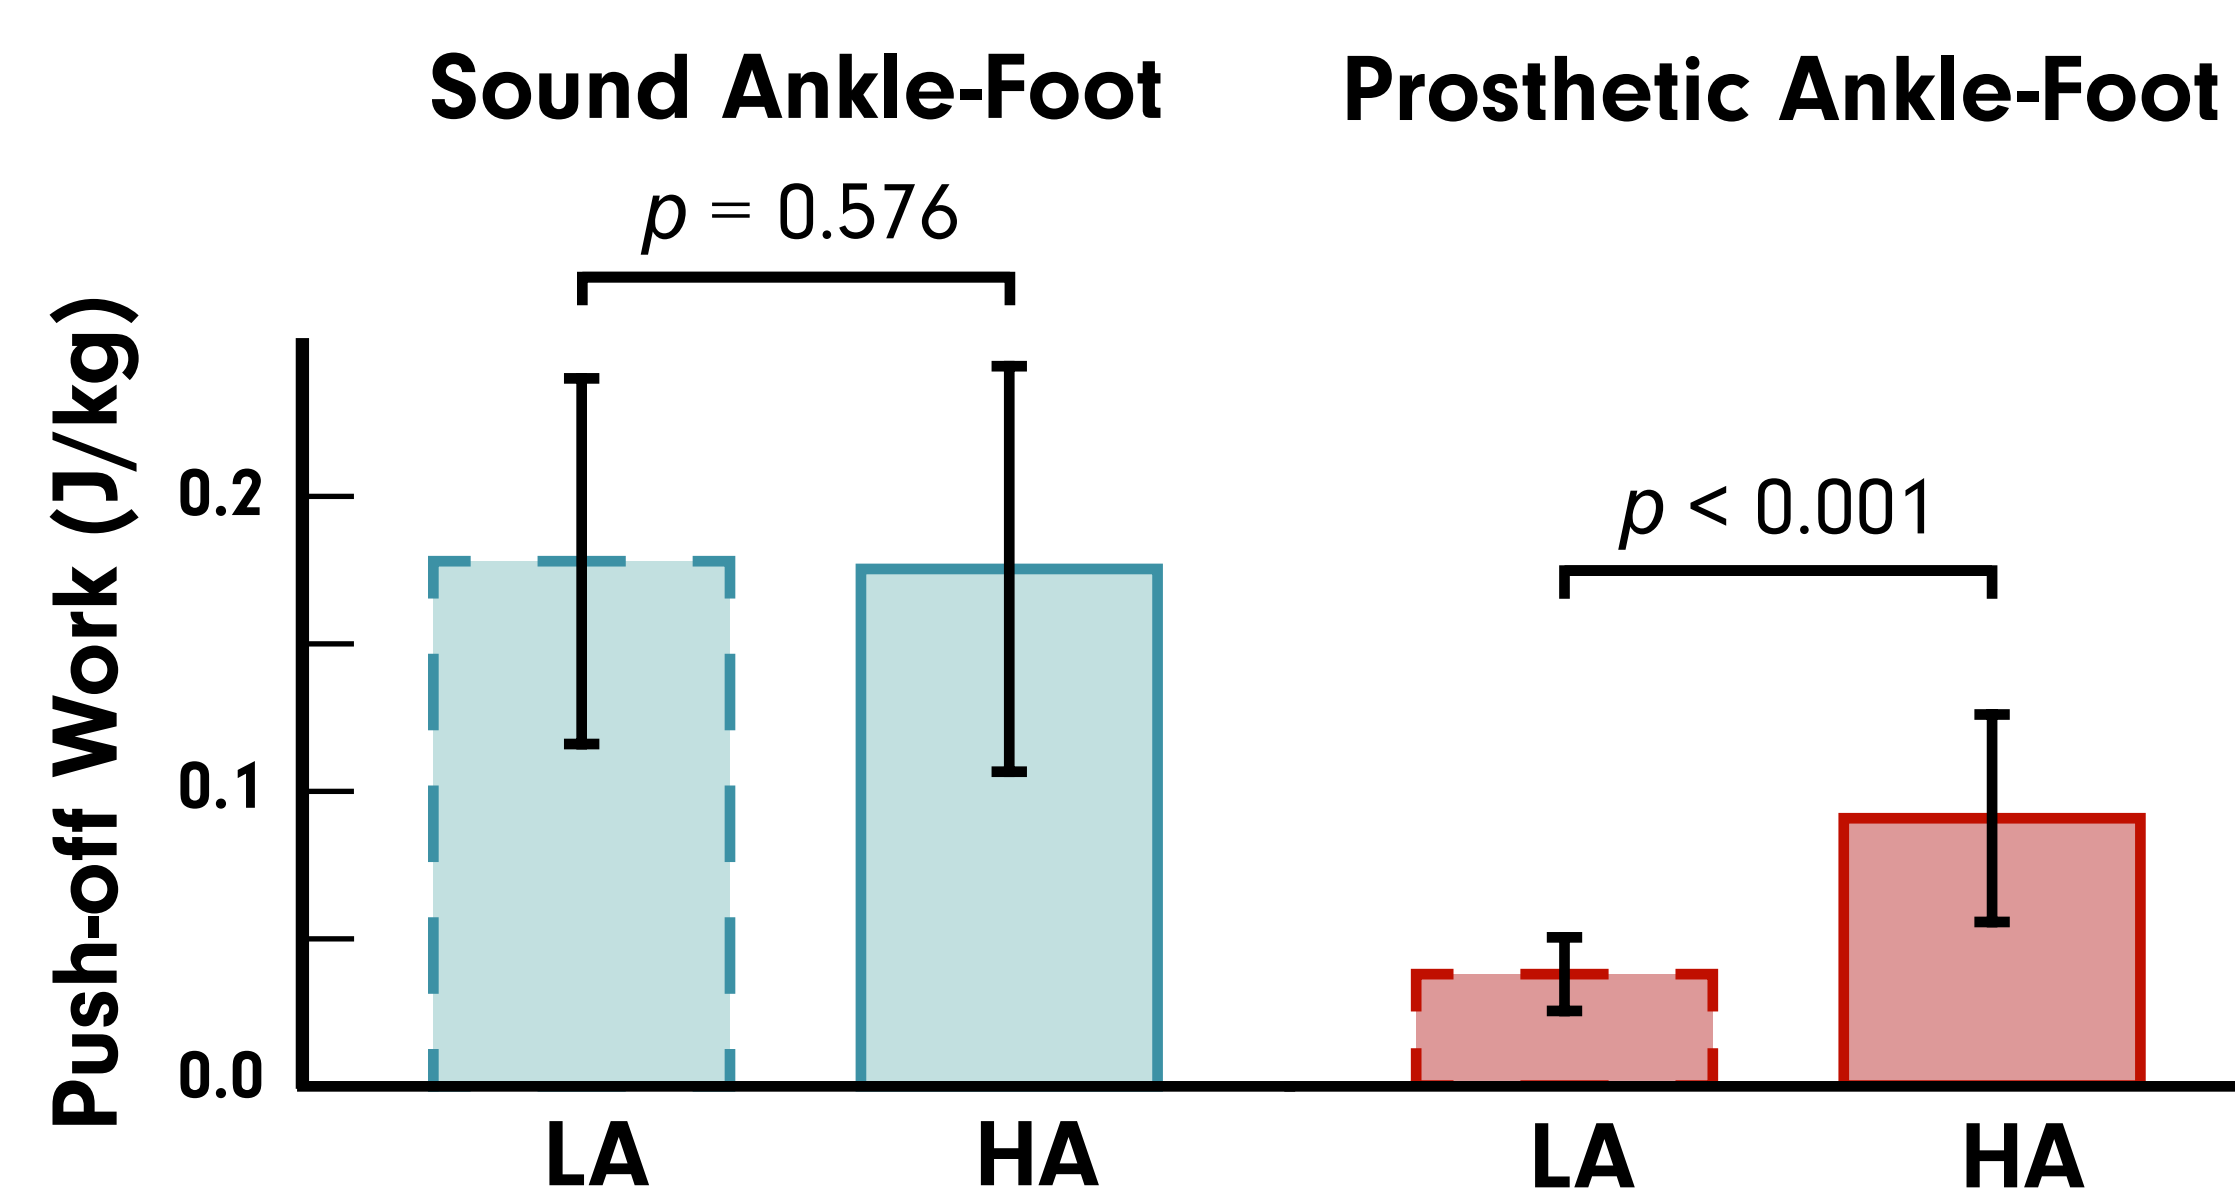 Sound Ankle-Foot
Prosthetic Ankle-Foot
p = 0.576
p < 0.001
Push-off Work (J/kg)
0.2
0.1
0.0
LA
HA
LA
HA